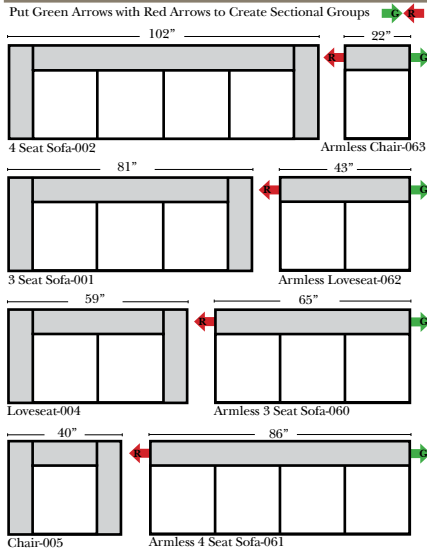 Put Green Arrows with Red Arrows to Create Sectional Groups G R
102” 22”
R G
4 Seat Sofa-002 Armless Chair-063
81” 43”
R G
3 Seat Sofa-001 Armless Loveseat-062
59” 65”
R G
Loveseat-004 Armless 3 Seat Sofa-060
40” 86”
R G
Chair-005 Armless 4 Seat Sofa-061